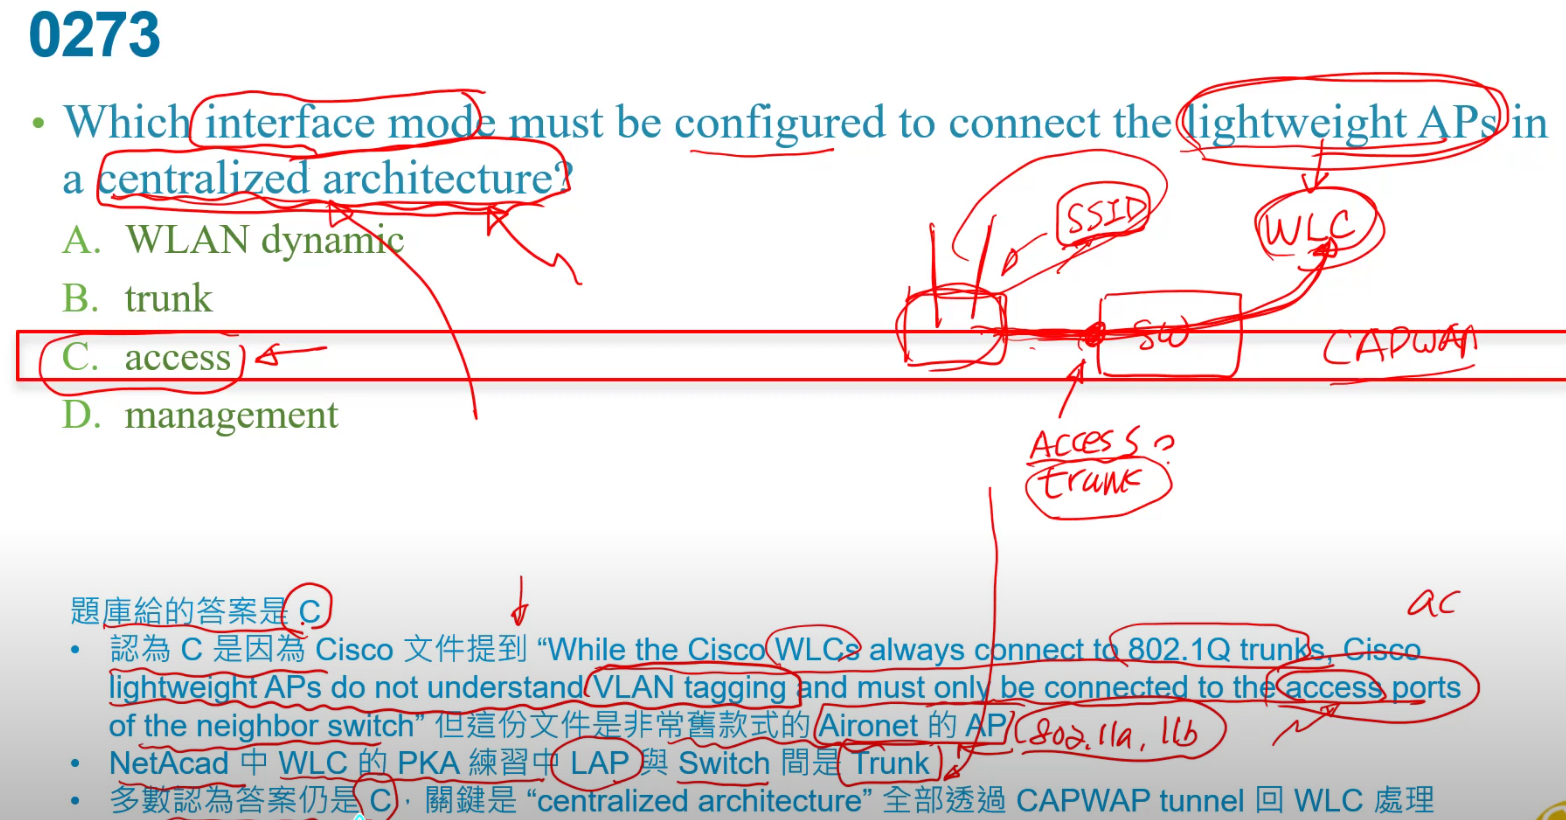 0273
• Which interface mode must be configured to connect the lightweight APs in
a centralized architecture?
A. WLAN dynamic
SSID
WLC
B. trunk
SW
CAPWAP
C. access
D. management
Access?
trunk
題庫給的答案是 C
ac
• 認為 C 是因為 Cisco 文件提到 “While the Cisco WLCs always connect to 802.1Q trunks, Cisco
lightweight APs do not understand VLAN tagging and must only be connected to the access ports
of the neighbor switch” 但這份文件是非常舊款式的 Aironet 的 AP (802.11a, 11b)
• NetAcad 中 WLC 的 PKA 練習中 LAP 與 Switch 間是 Trunk
• 多數認為答案仍是 C，關鍵是 “centralized architecture” 全部透過 CAPWAP tunnel 回 WLC 處理